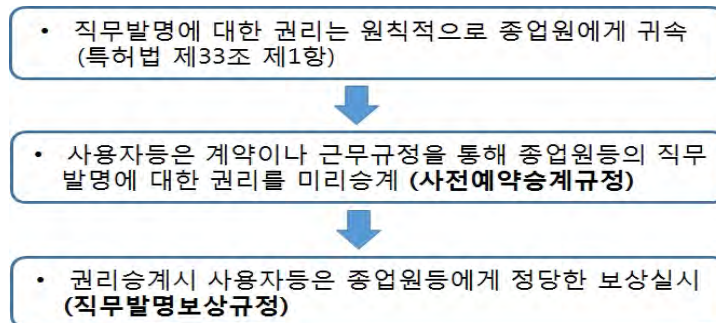 • 직무발명에 대한 권리는 원칙적으로 종업원에게 귀속
(특허법 제33조 제1항)
• 사용자등은 계약이나 근무규정을 통해 종업원등의 직무
발명에 대한 권리를 미리승계 (사전예약승계규정)
• 권리승계시 사용자등은 종업원등에게 정당한 보상실시
(직무발명보상규정)